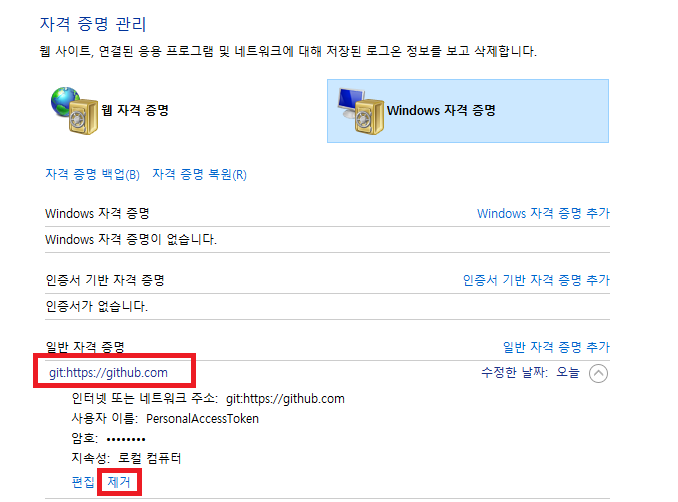 자격 증명 관리
웹 사이트, 연결된 응용 프로그램 및 네트워크에 대해 저장된 로그온 정보를 보고 삭제합니다.
웹 자격 증명
Windows 자격 증명
자격 증명 백업(B) 자격 증명 복원(R)
Windows 자격 증명 Windows 자격 증명 추가
Windows 자격 증명이 없습니다.
인증서 기반 자격 증명 인증서 기반 자격 증명 추가
인증서가 없습니다.
일반 자격 증명 일반 자격 증명 추가
git:https://github.com 수정한 날짜: 오늘
인터넷 또는 네트워크 주소: git:https://github.com
사용자 이름: PersonalAccessToken
암호: ••••••••
지속성: 로컬 컴퓨터
편집 제거